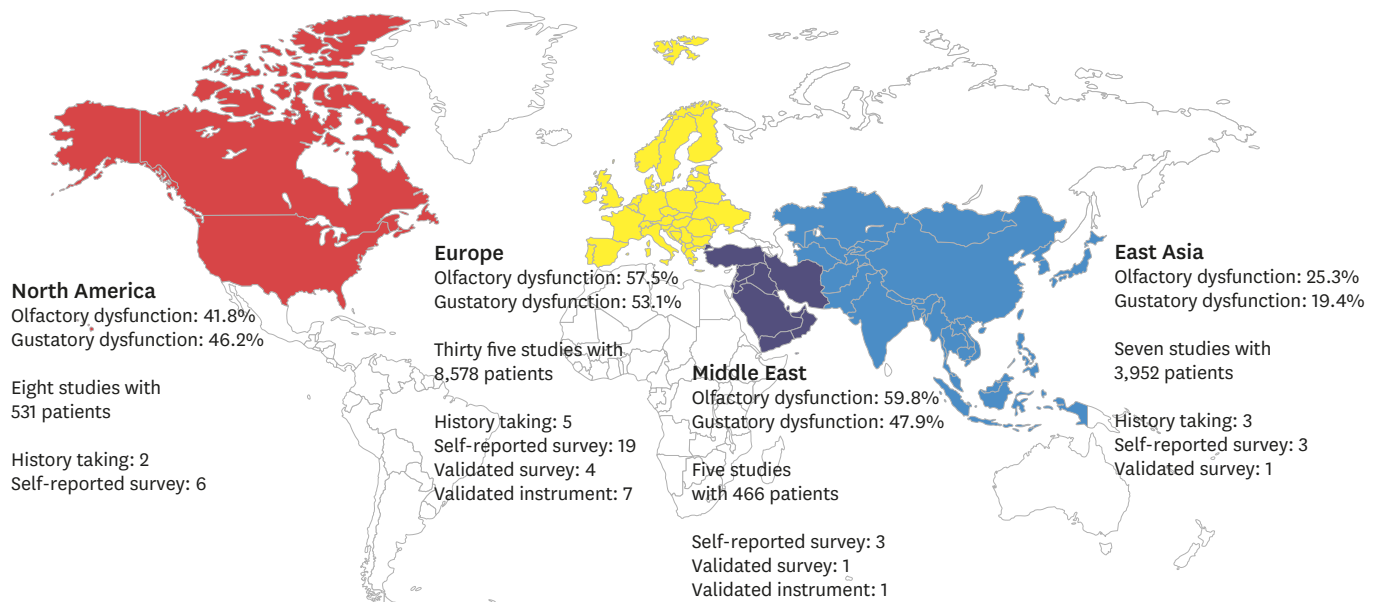 North America
Olfactory dysfunction: 41.8%
Gustatory dysfunction: 46.2%
Eight studies with
531 patients
History taking: 2
Self-reported survey: 6
Europe
Olfactory dysfunction: 57.5%
Gustatory dysfunction: 53.1%
Thirty five studies with
8,578 patients
History taking: 5
Self-reported survey: 19
Validated survey: 4
Validated instrument: 7
Middle East
Olfactory dysfunction: 59.8%
Gustatory dysfunction: 47.9%
Five studies
with 466 patients
Self-reported survey: 3
Validated survey: 1
Validated instrument: 1
East Asia
Olfactory dysfunction: 25.3%
Gustatory dysfunction: 19.4%
Seven studies with
3,952 patients
History taking: 3
Self-reported survey: 3
Validated survey: 1